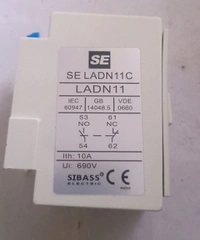 SE
SE LADN11C
LADN11
IEC GB VDE
60947 14048.5 0660
53 61
NO NC
54 62
Ith: 10A
Ui: 690V
SIBASS
ELECTRIC